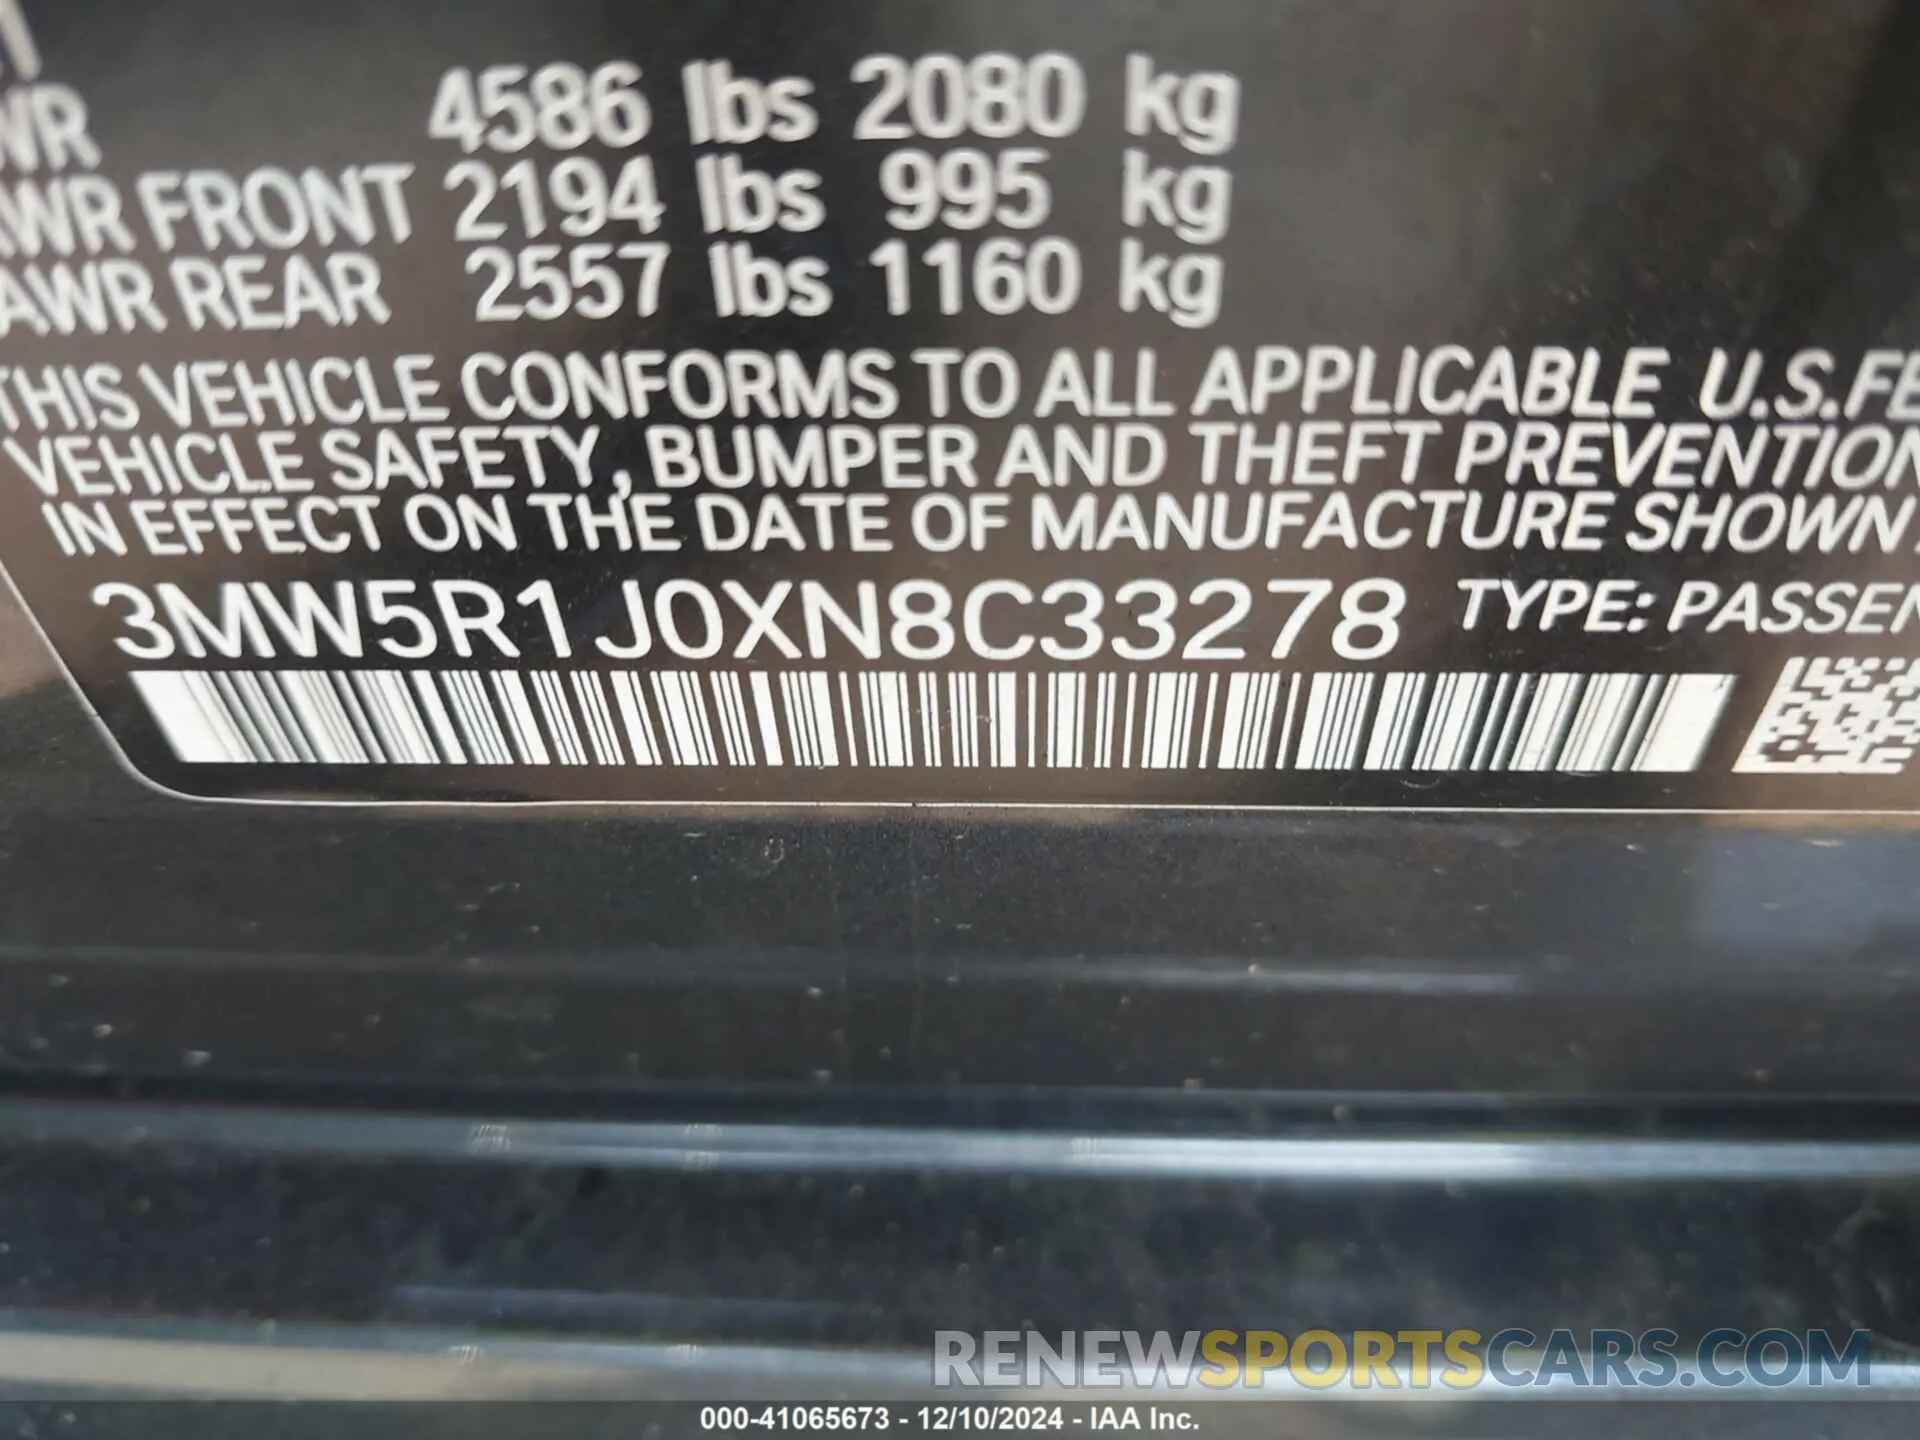 WR 4586 lbs 2080 kg
AWR FRONT 2194 lbs 995 kg
AWR REAR 2557 lbs 1160 kg
THIS VEHICLE CONFORMS TO ALL APPLICABLE U.S.FE
VEHICLE SAFETY, BUMPER AND THEFT PREVENTION
IN EFFECT ON THE DATE OF MANUFACTURE SHOWN
3MW5R1J0XN8C33278 TYPE: PASSEN
RENEWSPORTSCARS.COM
000-41065673 - 12/10/2024 - IAA Inc.